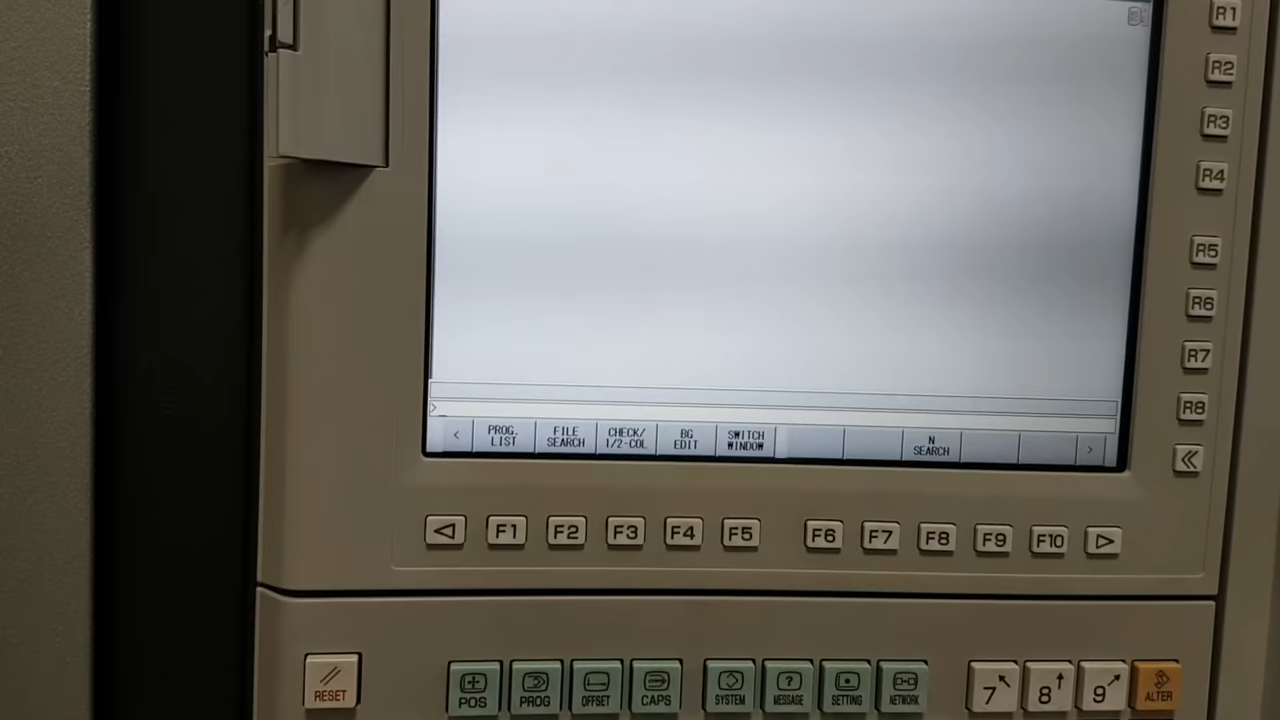 R1
R2
R3
R4
R5
R6
R7
R8
>_
< PROG. LIST FILE SEARCH CHECK/ 1/2-COL BG EDIT SWITCH WINDOW N SEARCH >
F1 F2 F3 F4 F5 F6 F7 F8 F9 F10
RESET POS PROG OFFSET CAPS SYSTEM MESSAGE SETTING NETWORK 7 8 9 ALTER